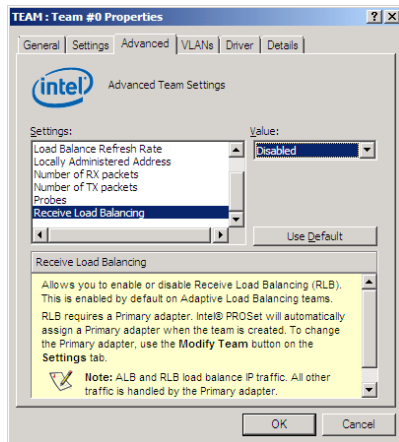 TEAM : Team #0 Properties
General Settings Advanced VLANs Driver Details
intel
Advanced Team Settings
Settings: Value:
Load Balance Refresh Rate
Disabled
Locally Administered Address
Number of RX packets
Number of TX packets
Probes
Receive Load Balancing
Use Default
Receive Load Balancing
Allows you to enable or disable Receive Load Balancing (RLB).
This is enabled by default on Adaptive Load Balancing teams.
RLB requires a Primary adapter. Intel® PROSet will automatically
assign a Primary adapter when the team is created. To change
the Primary adapter, use the Modify Team button on the
Settings tab.
Note: ALB and RLB load balance IP traffic. All other
traffic is handled by the Primary adapter.
OK Cancel